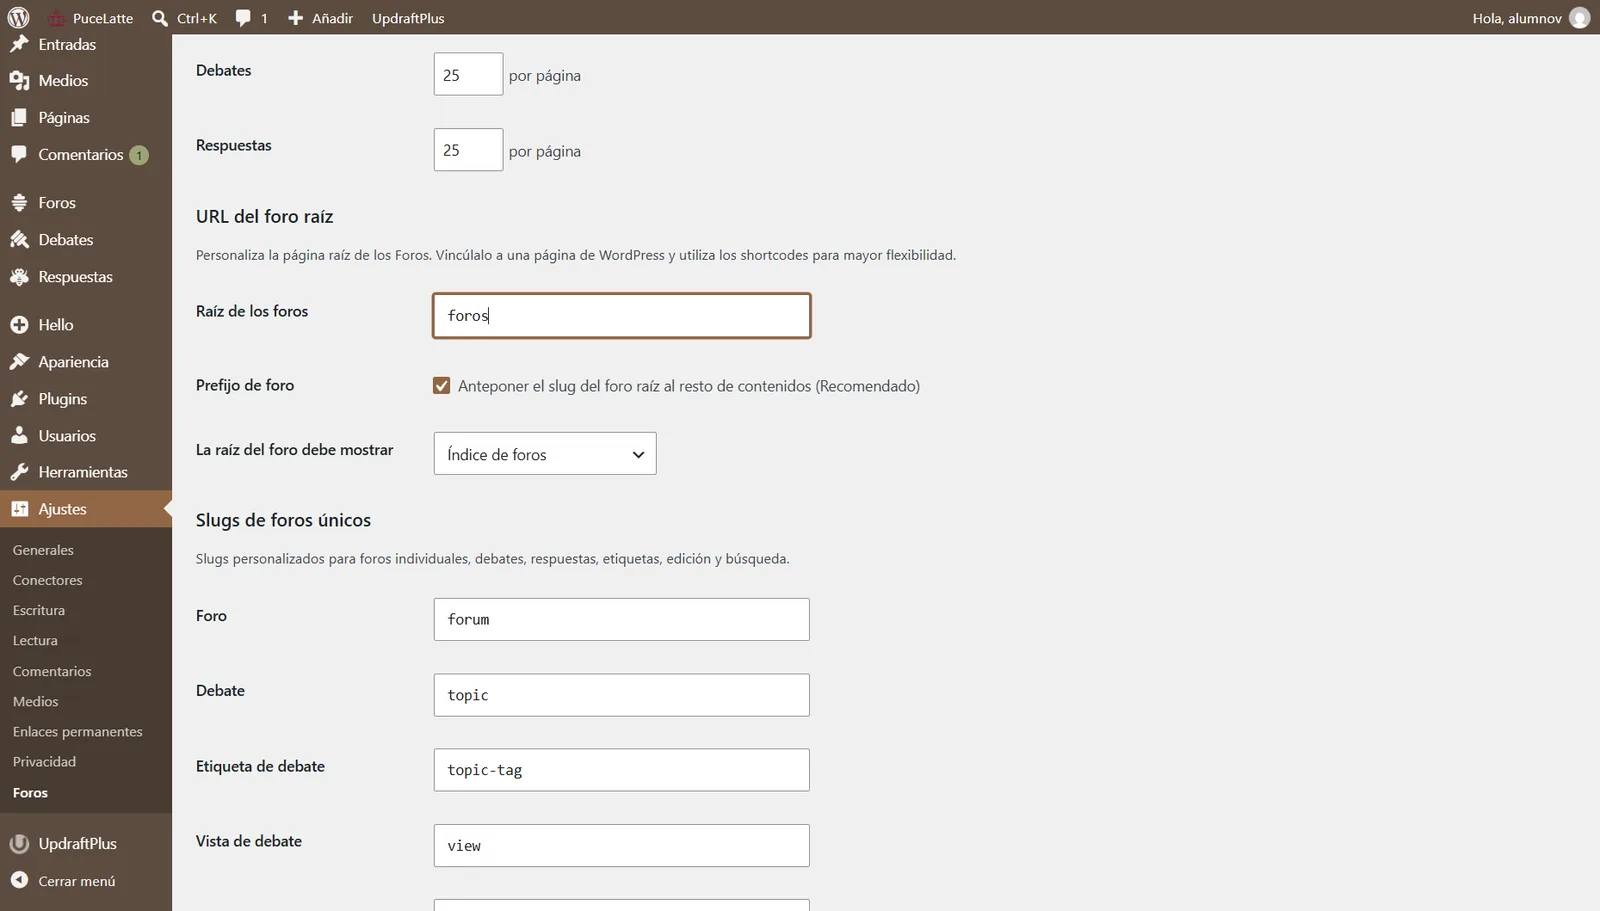 PuceLatte Ctrl+K 1 Añadir UpdraftPlus Hola, alumnov
Entradas
Medios
Páginas
Comentarios 1
Foros
Debates
Respuestas
Hello
Apariencia
Plugins
Usuarios
Herramientas
Ajustes
Generales
Conectores
Escritura
Lectura
Comentarios
Medios
Enlaces permanentes
Privacidad
Foros
UpdraftPlus
Cerrar menú
Debates 25 por página
Respuestas 25 por página
URL del foro raíz
Personaliza la página raíz de los Foros. Vincúlalo a una página de WordPress y utiliza los shortcodes para mayor flexibilidad.
Raíz de los foros foros
Prefijo de foro Anteponer el slug del foro raíz al resto de contenidos (Recomendado)
La raíz del foro debe mostrar Índice de foros
Slugs de foros únicos
Slugs personalizados para foros individuales, debates, respuestas, etiquetas, edición y búsqueda.
Foro forum
Debate topic
Etiqueta de debate topic-tag
Vista de debate view